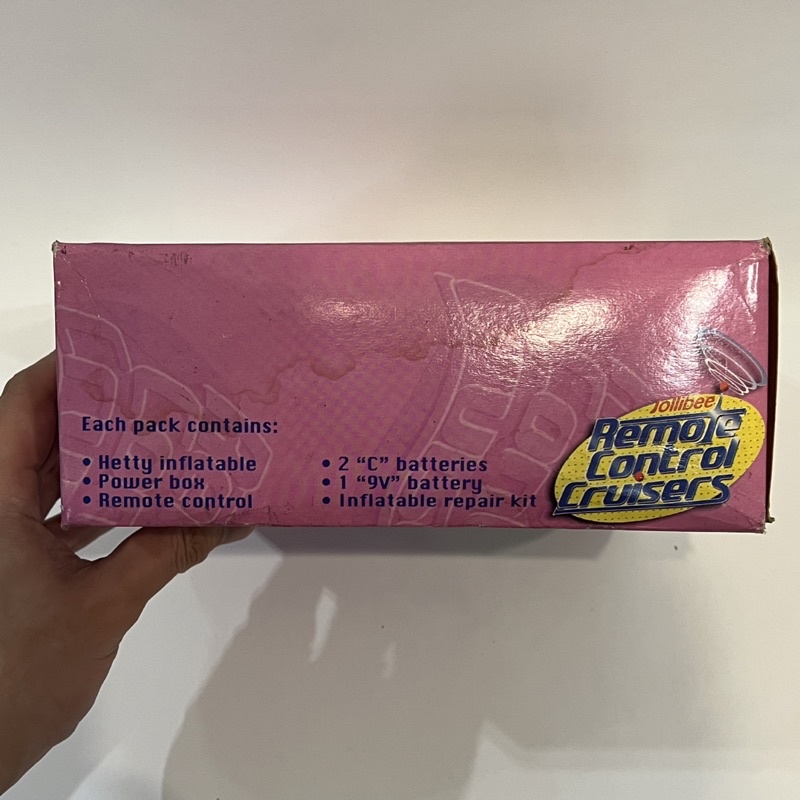 Each pack contains:
• Hetty inflatable
• Power box
• Remote control
• 2 “C” batteries
• 1 “9V” battery
• Inflatable repair kit
Jollibee
Remote
Control
Cruisers